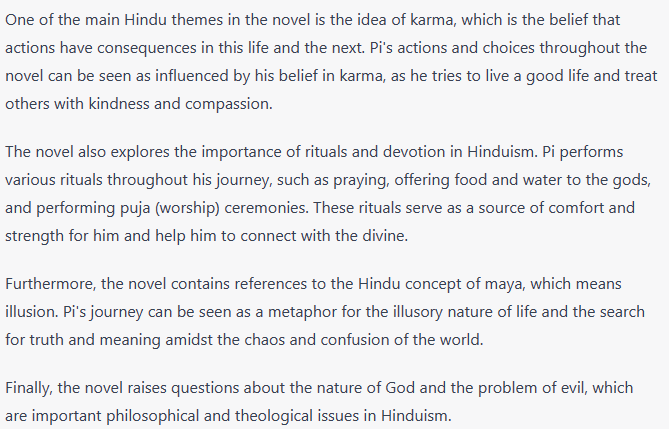 One of the main Hindu themes in the novel is the idea of karma, which is the belief that
actions have consequences in this life and the next. Pi's actions and choices throughout the
novel can be seen as influenced by his belief in karma, as he tries to live a good life and treat
others with kindness and compassion.
The novel also explores the importance of rituals and devotion in Hinduism. Pi performs
various rituals throughout his journey, such as praying, offering food and water to the gods,
and performing puja (worship) ceremonies. These rituals serve as a source of comfort and
strength for him and help him to connect with the divine.
Furthermore, the novel contains references to the Hindu concept of maya, which means
illusion. Pi's journey can be seen as a metaphor for the illusory nature of life and the search
for truth and meaning amidst the chaos and confusion of the world.
Finally, the novel raises questions about the nature of God and the problem of evil, which
are important philosophical and theological issues in Hinduism.